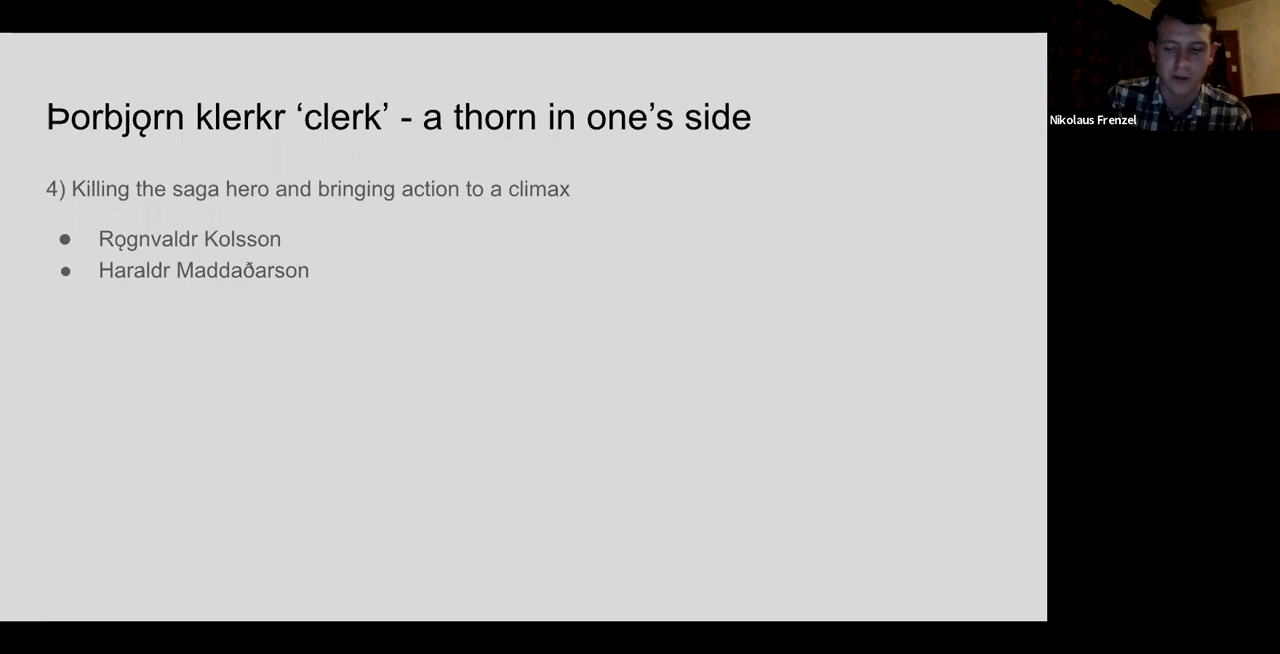 Þorbjǫrn klerkr ‘clerk’ - a thorn in one’s side
4) Killing the saga hero and bringing action to a climax
● Rǫgnvaldr Kolsson
● Haraldr Maddaðarson
Nikolaus Frenzel